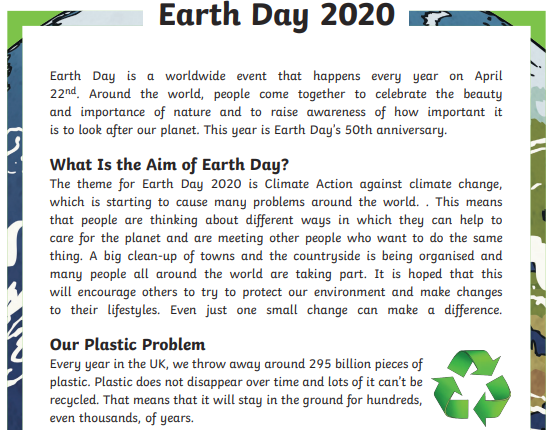 Earth Day 2020
Earth Day is a worldwide event that happens every year on April
22nd. Around the world, people come together to celebrate the beauty
and importance of nature and to raise awareness of how important it
is to look after our planet. This year is Earth Day's 50th anniversary.
What Is the Aim of Earth Day?
The theme for Earth Day 2020 is Climate Action against climate change,
which is starting to cause many problems around the world. . This means
that people are thinking about different ways in which they can help to
care for the planet and are meeting other people who want to do the same
thing. A big clean-up of towns and the countryside is being organised and
many people all around the world are taking part. It is hoped that this
will encourage others to try to protect our environment and make changes
to their lifestyles. Even just one small change can make a difference.
Our Plastic Problem
Every year in the UK, we throw away around 295 billion pieces of
plastic. Plastic does not disappear over time and lots of it can't be
recycled. That means that it will stay in the ground for hundreds,
even thousands, of years.